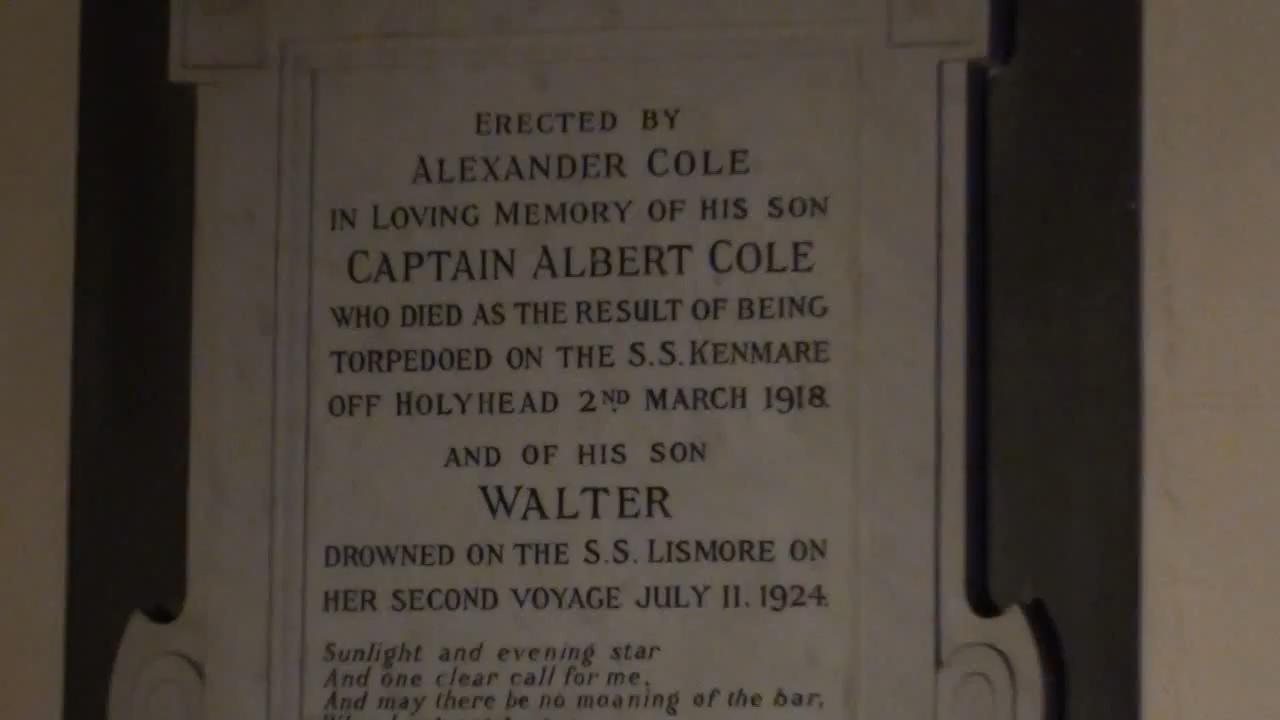 ERECTED BY
ALEXANDER COLE
IN LOVING MEMORY OF HIS SON
CAPTAIN ALBERT COLE
WHO DIED AS THE RESULT OF BEING
TORPEDOED ON THE S.S. KENMARE
OFF HOLYHEAD 2ND MARCH 1918.
AND OF HIS SON
WALTER
DROWNED ON THE S.S. LISMORE ON
HER SECOND VOYAGE JULY 11. 1924.
Sunlight and evening star
And one clear call for me,
And may there be no moaning of the bar,